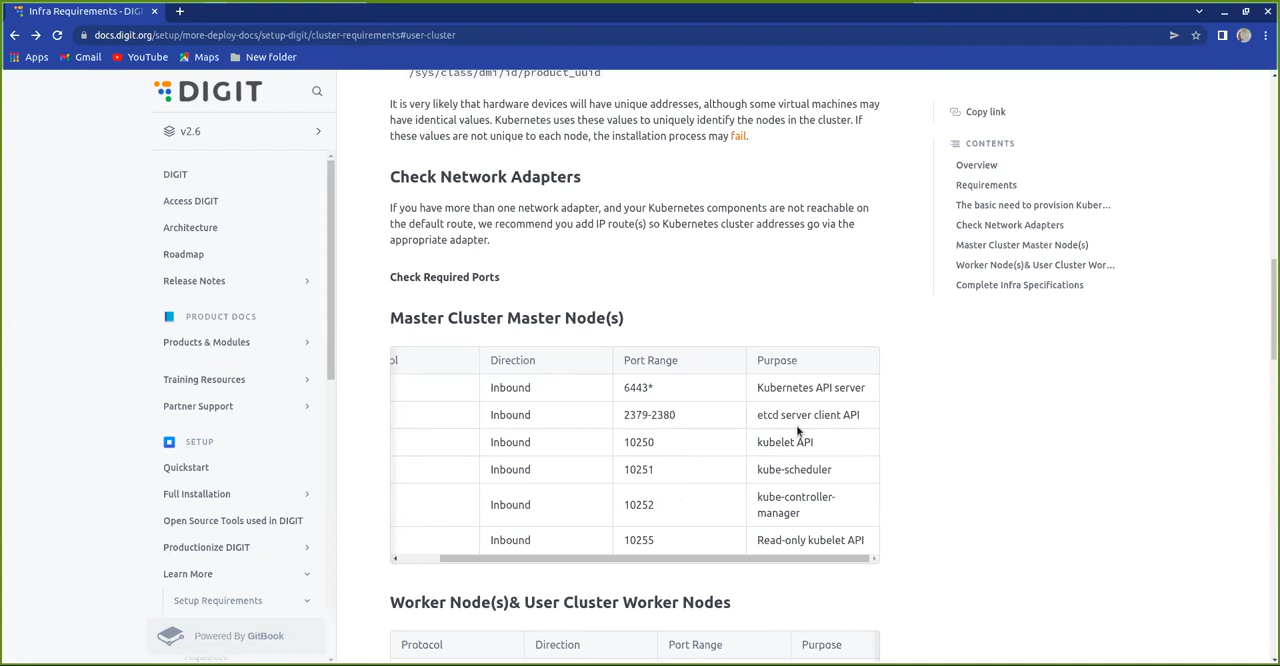 Infra Requirements - DIG
docs.digit.org/setup/more-deploy-docs/setup-digit/cluster-requirements#user-cluster
Apps
Gmail
YouTube
Maps
New folder
DIGIT
v2.6
DIGIT
Access DIGIT
Architecture
Roadmap
Release Notes
PRODUCT DOCS
Products & Modules
Training Resources
Partner Support
SETUP
Quickstart
Full Installation
Open Source Tools used in DIGIT
Productionize DIGIT
Learn More
Setup Requirements
Powered By GitBook
/sys/class/dmi/id/product_uuid
It is very likely that hardware devices will have unique addresses, although some virtual machines may
have identical values. Kubernetes uses these values to uniquely identify the nodes in the cluster. If
these values are not unique to each node, the installation process may fail.
Check Network Adapters
If you have more than one network adapter, and your Kubernetes components are not reachable on
the default route, we recommend you add IP route(s) so Kubernetes cluster addresses go via the
appropriate adapter.
Check Required Ports
Master Cluster Master Node(s)
ol Direction Port Range Purpose
Inbound 6443* Kubernetes API server
Inbound 2379-2380 etcd server client API
Inbound 10250 kubelet API
Inbound 10251 kube-scheduler
Inbound 10252 kube-controller-
manager
Inbound 10255 Read-only kubelet API
Worker Node(s)& User Cluster Worker Nodes
Protocol Direction Port Range Purpose
Copy link
CONTENTS
Overview
Requirements
The basic need to provision Kuber...
Check Network Adapters
Master Cluster Master Node(s)
Worker Node(s)& User Cluster Wor...
Complete Infra Specifications